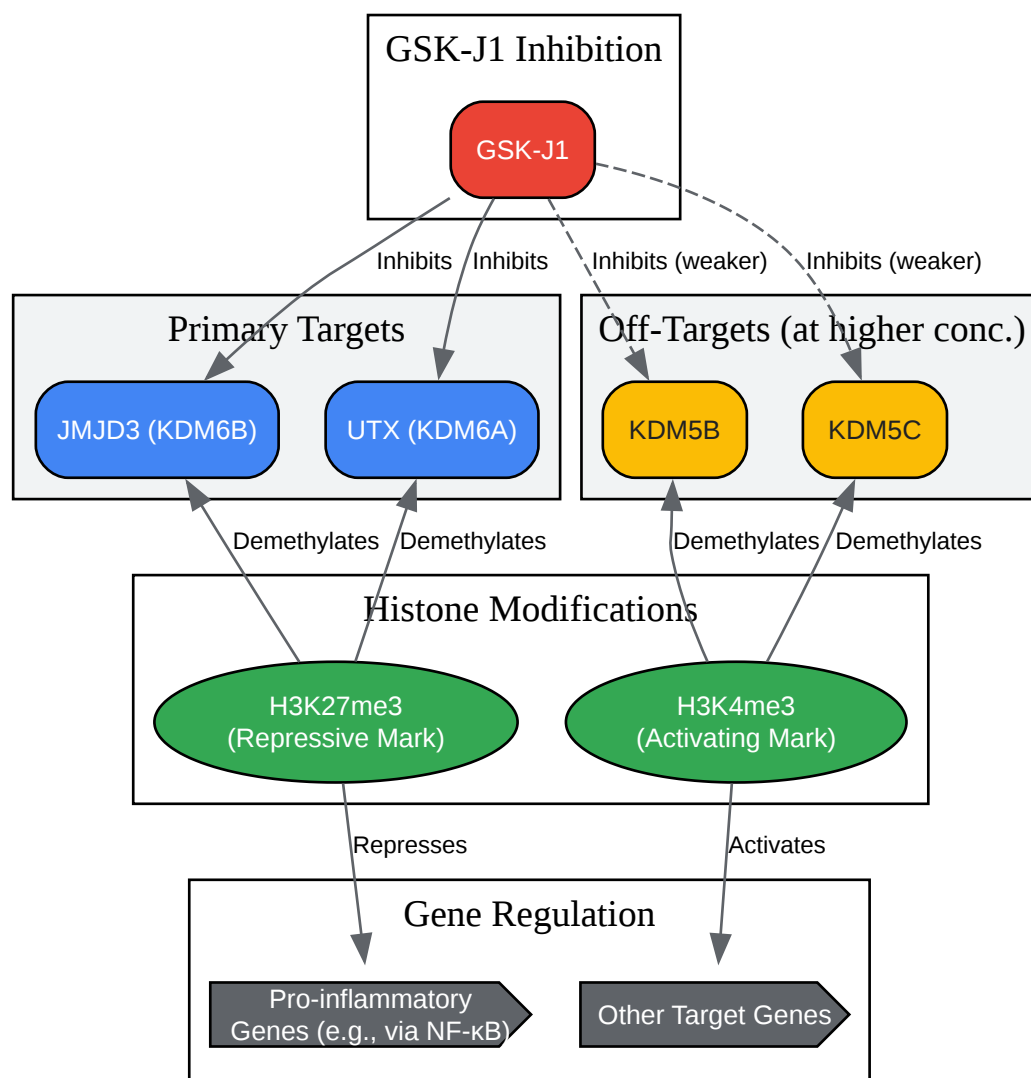 GSK-J1 Inhibition
GSK-J1
Inhibits
Inhibits
Inhibits (weaker)
Inhibits (weaker)
Primary Targets
Off-Targets (at higher conc.)
JMJD3 (KDM6B)
UTX (KDM6A)
KDM5B
KDM5C
Demethylates
Demethylates
Demethylates
Demethylates
Histone Modifications
H3K27me3
(Repressive Mark)
H3K4me3
(Activating Mark)
Represses
Activates
Gene Regulation
Pro-inflammatory
Genes (e.g., via NF-κB)
Other Target Genes